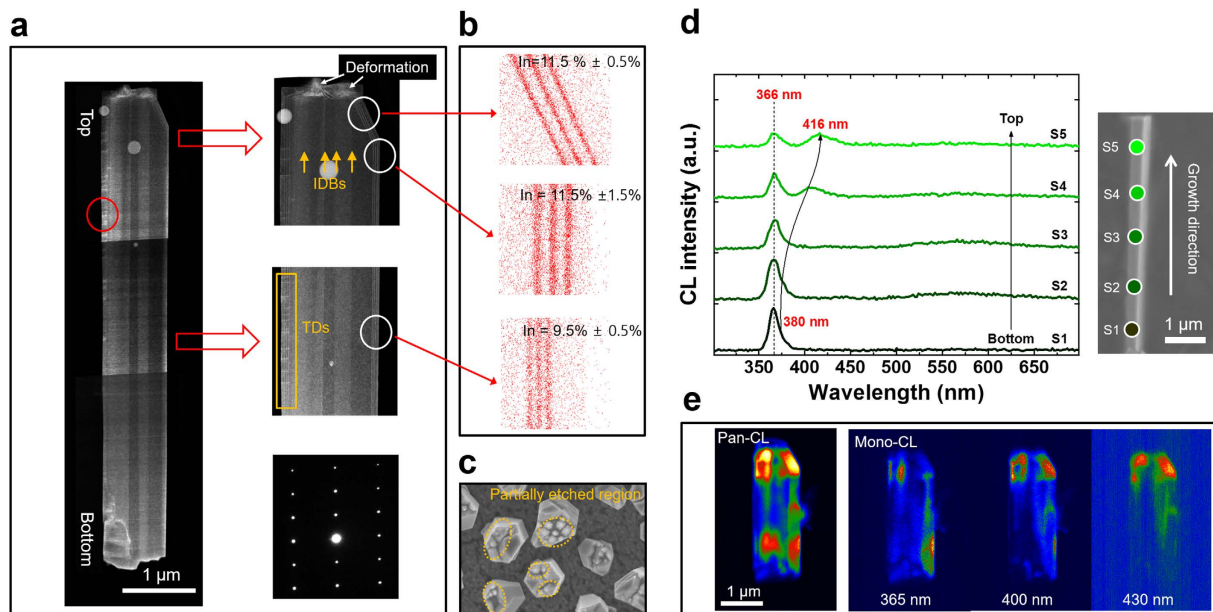 a
Top
Bottom
1 µm
Deformation
IDBs
TDs
b
In=11.5 % ± 0.5%
In = 11.5% ±1.5%
In = 9.5% ± 0.5%
c
Partially etched region
d
CL intensity (a.u.)
366 nm
416 nm
380 nm
Top
Bottom
S5
S4
S3
S2
S1
350 400 450 500 550 600 650
Wavelength (nm)
S5
S4
S3
S2
S1
Growth direction
1 µm
e
Pan-CL
1 µm
Mono-CL
365 nm
400 nm
430 nm